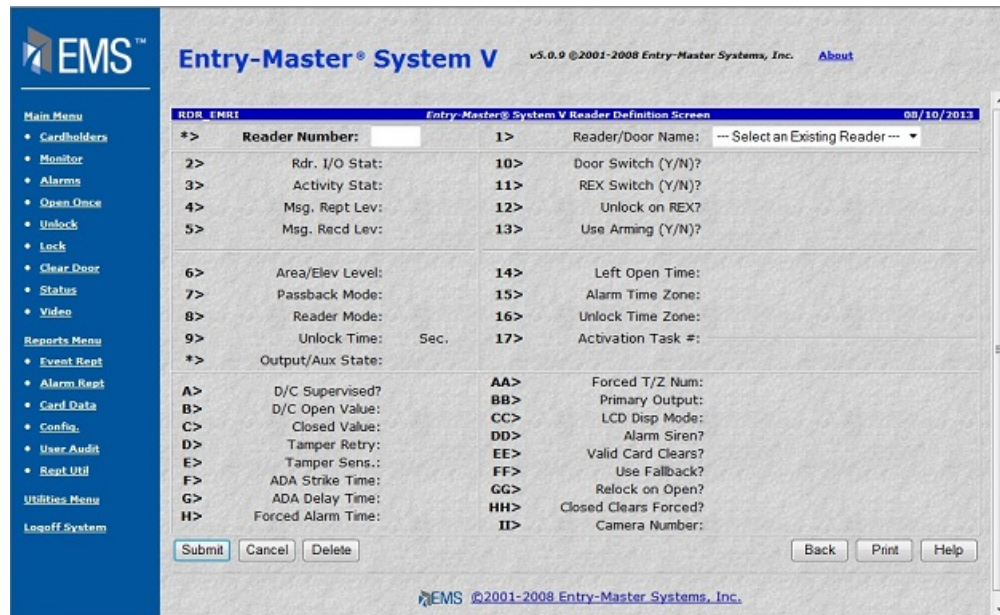 EMS™
Entry-Master® System V v5.0.9 ©2001-2008 Entry-Master Systems, Inc. About
Main Menu
Cardholders
Monitor
Alarms
Open Once
Unlock
Lock
Clear Door
Status
Video
Reports Menu
Event Rept
Alarm Rept
Card Data
Config.
User Audit
Rept Util
Utilities Menu
Logoff System
RDR_EMRI Entry-Master® System V Reader Definition Screen 08/10/2013
*> Reader Number: 1> Reader/Door Name: --- Select an Existing Reader ---
2> Rdr. I/O Stat: 10> Door Switch (Y/N)?
3> Activity Stat: 11> REX Switch (Y/N)?
4> Msg. Rept Lev: 12> Unlock on REX?
5> Msg. Recd Lev: 13> Use Arming (Y/N)?
6> Area/Elev Level: 14> Left Open Time:
7> Passback Mode: 15> Alarm Time Zone:
8> Reader Mode: 16> Unlock Time Zone:
9> Unlock Time: Sec. 17> Activation Task #:
*> Output/Aux State:
A> D/C Supervised?
B> D/C Open Value:
C> Closed Value:
D> Tamper Retry:
E> Tamper Sens.:
F> ADA Strike Time:
G> ADA Delay Time:
H> Forced Alarm Time:
AA> Forced T/Z Num:
BB> Primary Output:
CC> LCD Disp Mode:
DD> Alarm Siren?
EE> Valid Card Clears?
FF> Use Fallback?
GG> Relock on Open?
HH> Closed Clears Forced?
II> Camera Number:
Submit Cancel Delete Back Print Help
EMS ©2001-2008 Entry-Master Systems, Inc.